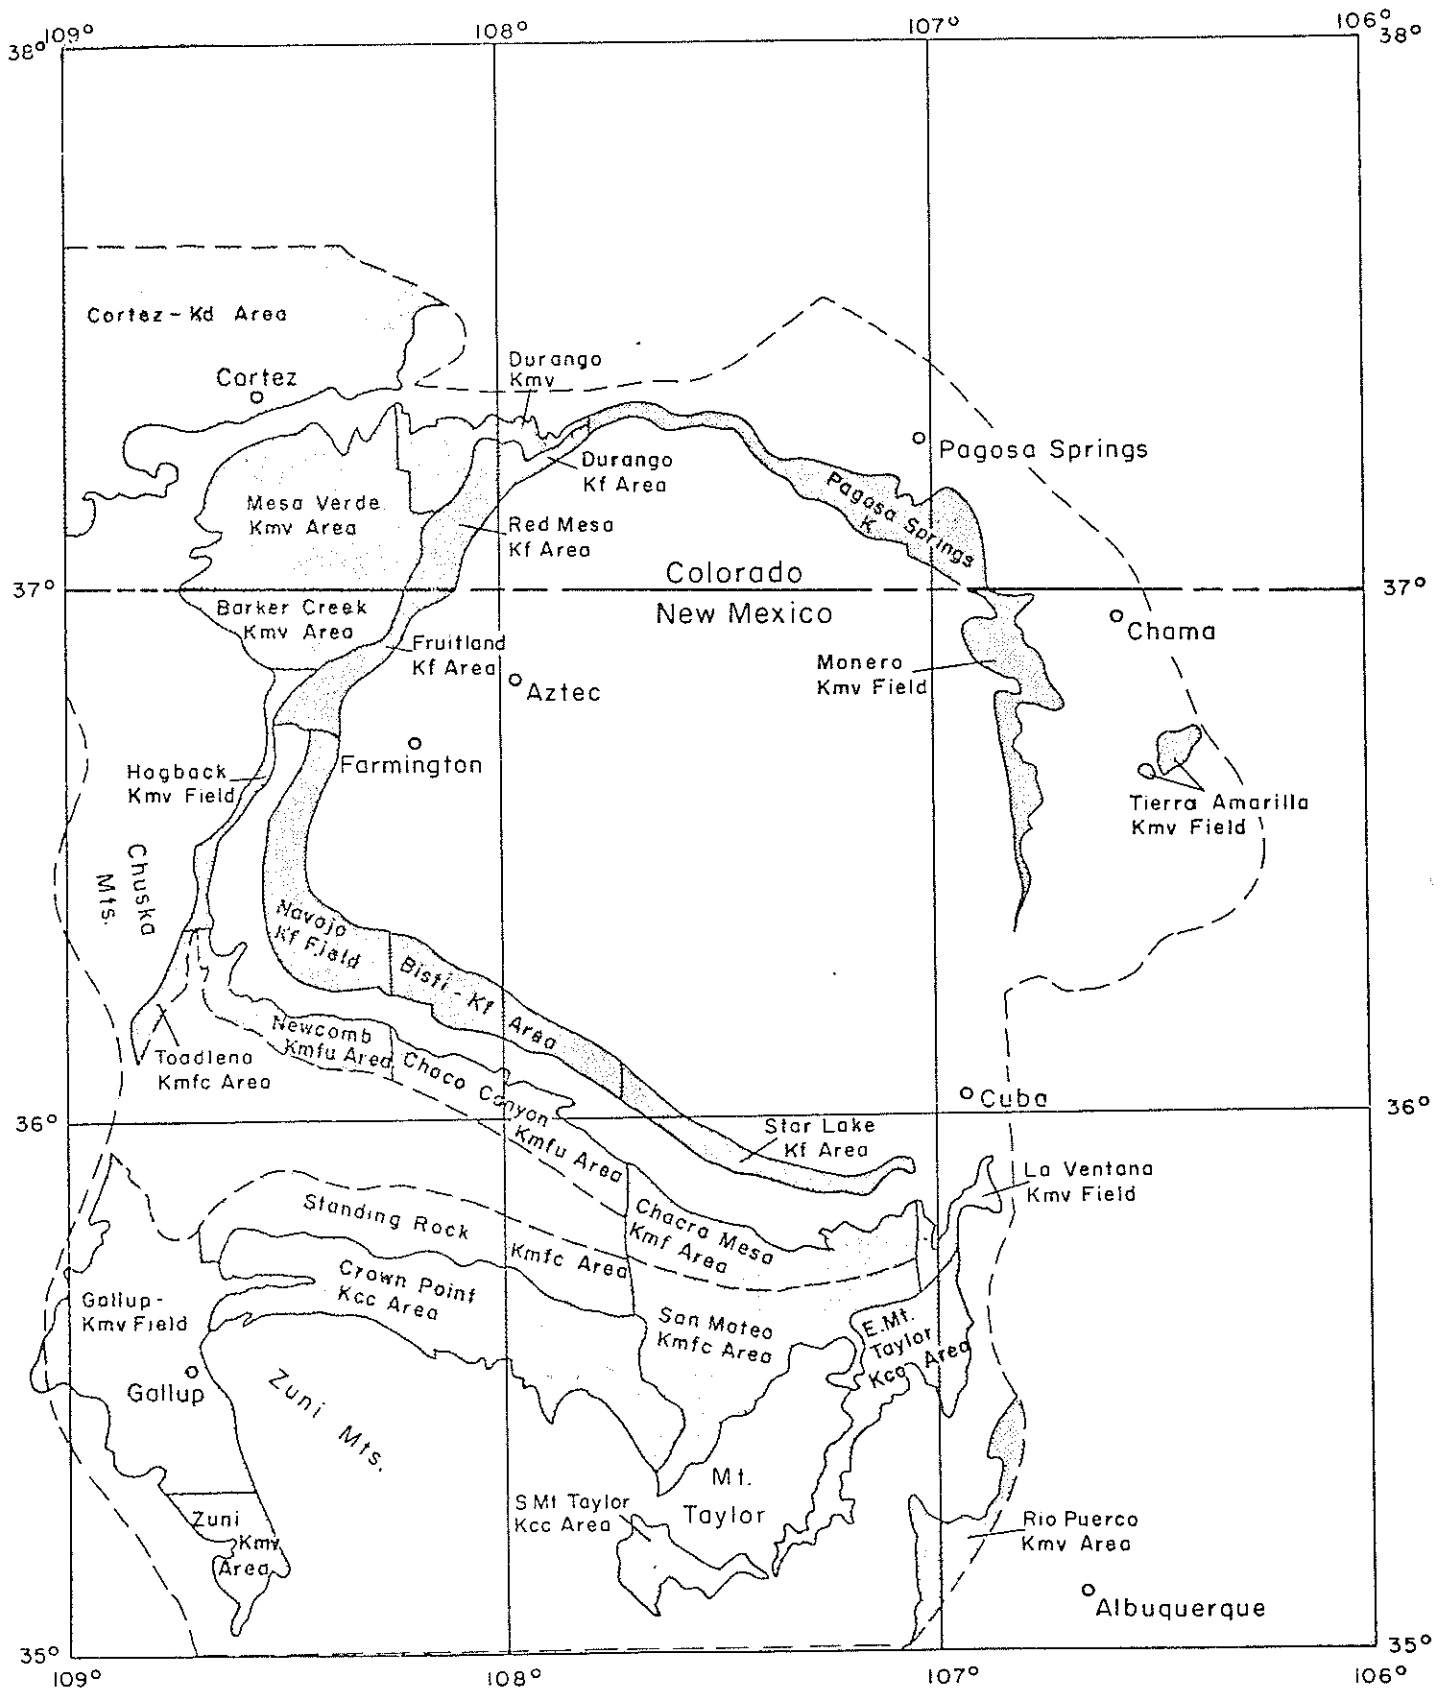 109°
108°
107°
106°
38°
38°
Cortez - Kd Area
Cortez
Durango
Kmv
Pagosa Springs
Durango
Kf Area
Pagosa Springs
K
Mesa Verde
Kmv Area
Red Mesa
Kf Area
Colorado
37°
37°
New Mexico
Barker Creek
Kmv Area
Chama
Fruitland
Kf Area
Monero
Kmv Field
Aztec
Farmington
Hogback
Kmv Field
Tierra Amarilla
Kmv Field
Chuska
Mts.
Navajo
Kf Field
Bisti - Kf Area
Newcomb
Kmfu Area
Toadlena
Kmfc Area
Chaco Canyon
Kmfu Area
Cuba
36°
36°
Star Lake
Kf Area
La Ventana
Kmv Field
Standing Rock
Kmfc Area
Chacra Mesa
Kmf Area
Crown Point
Kcc Area
Gallup-
Kmv Field
San Mateo
Kmfc Area
E. Mt.
Taylor
Kcc Area
Gallup
Zuni Mts.
Mt.
Taylor
S Mt Taylor
Kcc Area
Zuni
Kmv
Area
Rio Puerco
Kmv Area
Albuquerque
35°
35°
109°
108°
107°
106°